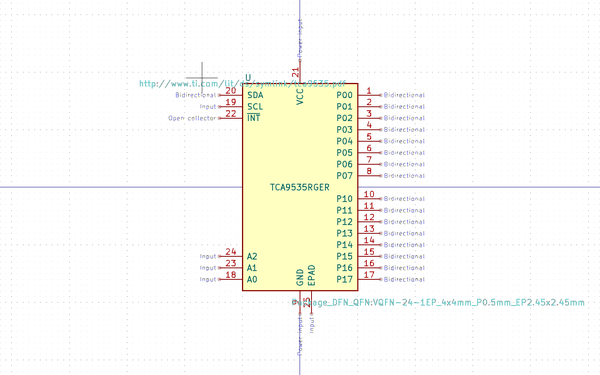 Power input
21
VCC
U
http://www.ti.com/lit/ds/symlink/tca9535.pdf
Bidirectional 20 SDA P00 1 Bidirectional
Input 19 SCL P01 2 Bidirectional
Open collector 22 INT P02 3 Bidirectional
P03 4 Bidirectional
P04 5 Bidirectional
P05 6 Bidirectional
P06 7 Bidirectional
P07 8 Bidirectional
TCA9535RGER
P10 10 Bidirectional
P11 11 Bidirectional
P12 12 Bidirectional
P13 13 Bidirectional
P14 14 Bidirectional
Input 24 A2 P15 15 Bidirectional
Input 23 A1 P16 16 Bidirectional
Input 18 A0 P17 17 Bidirectional
GND EPAD
9 25
Package_DFN_QFN:VQFN-24-1EP_4x4mm_P0.5mm_EP2.45x2.45mm
Power input Input